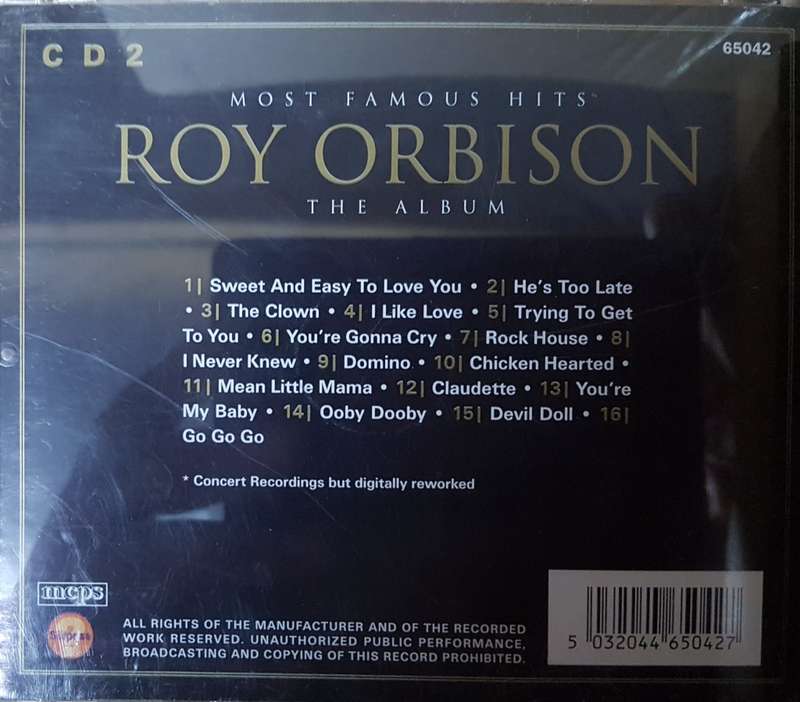 CD2
65042
MOST FAMOUS HITS™
ROY ORBISON
THE ALBUM
1| Sweet And Easy To Love You • 2| He's Too Late
• 3| The Clown • 4| I Like Love • 5| Trying To Get
To You • 6| You're Gonna Cry • 7| Rock House • 8|
I Never Knew • 9| Domino • 10| Chicken Hearted •
11| Mean Little Mama • 12| Claudette • 13| You're
My Baby • 14| Ooby Dooby • 15| Devil Doll • 16|
Go Go Go
* Concert Recordings but digitally reworked
mcps
Surprise
ALL RIGHTS OF THE MANUFACTURER AND OF THE RECORDED
WORK RESERVED. UNAUTHORIZED PUBLIC PERFORMANCE,
BROADCASTING AND COPYING OF THIS RECORD PROHIBITED.
5 032044 650427